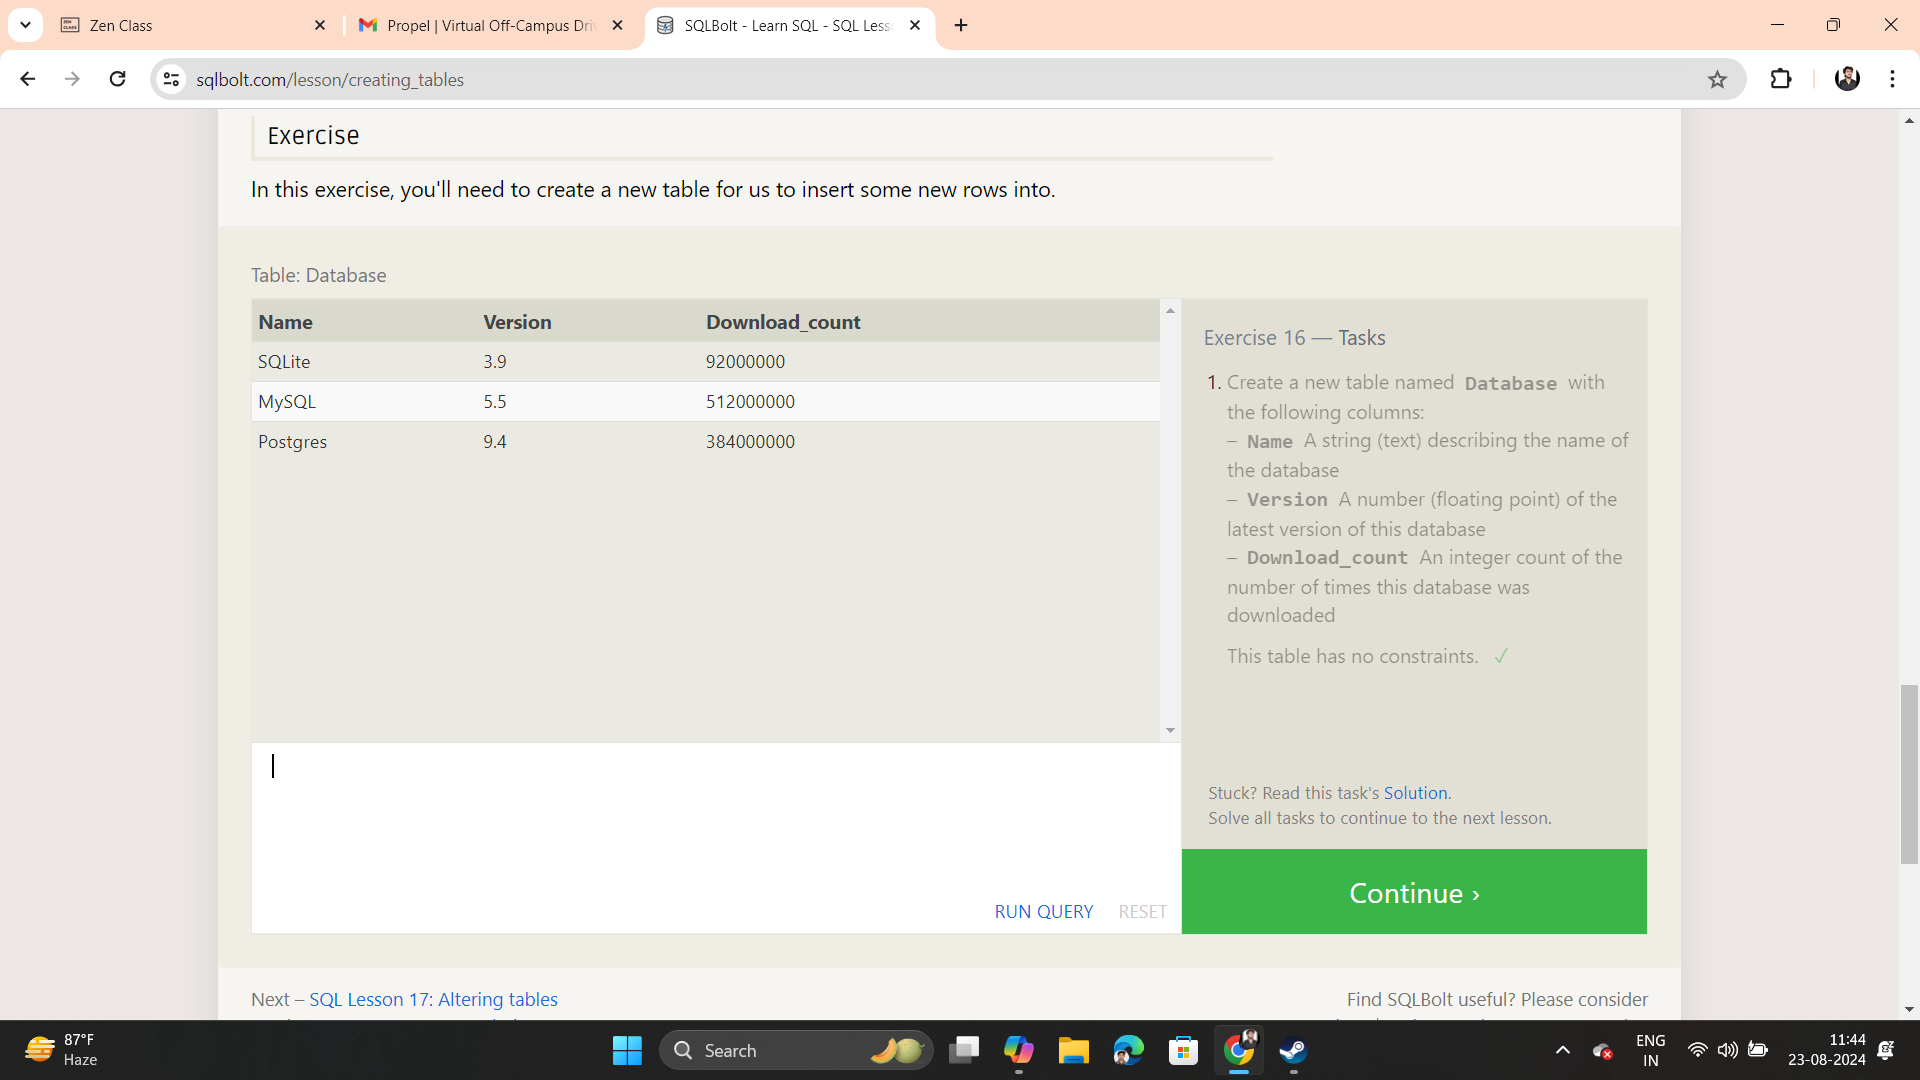 Zen Class
Propel | Virtual Off-Campus Dri
SQLBolt - Learn SQL - SQL Less
sqlbolt.com/lesson/creating_tables
Exercise
In this exercise, you'll need to create a new table for us to insert some new rows into.
Table: Database
Name Version Download_count
SQLite 3.9 92000000
MySQL 5.5 512000000
Postgres 9.4 384000000
Exercise 16 — Tasks
1. Create a new table named Database with
the following columns:
– Name A string (text) describing the name of
the database
– Version A number (floating point) of the
latest version of this database
– Download_count An integer count of the
number of times this database was
downloaded
This table has no constraints. ✓
Stuck? Read this task's Solution.
Solve all tasks to continue to the next lesson.
RUN QUERY RESET
Continue ›
Next – SQL Lesson 17: Altering tables
Find SQLBolt useful? Please consider
87°F
Haze
Search
ENG
IN
11:44
23-08-2024